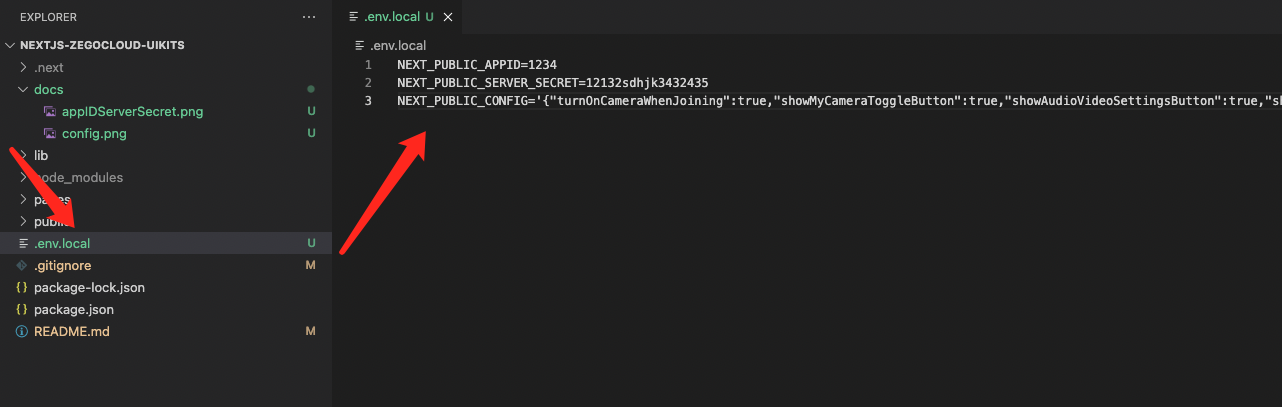 EXPLORER
NEXTJS-ZEGOCLOUD-UIKITS
.next
docs
appIDServerSecret.png U
config.png U
lib
node_modules
pages
public
.env.local U
.gitignore M
package-lock.json
package.json
README.md M
.env.local U
.env.local
1 NEXT_PUBLIC_APPID=1234
2 NEXT_PUBLIC_SERVER_SECRET=12132sdhjk3432435
3 NEXT_PUBLIC_CONFIG='{"turnOnCameraWhenJoining":true,"showMyCameraToggleButton":true,"showAudioVideoSettingsButton":true,"sh